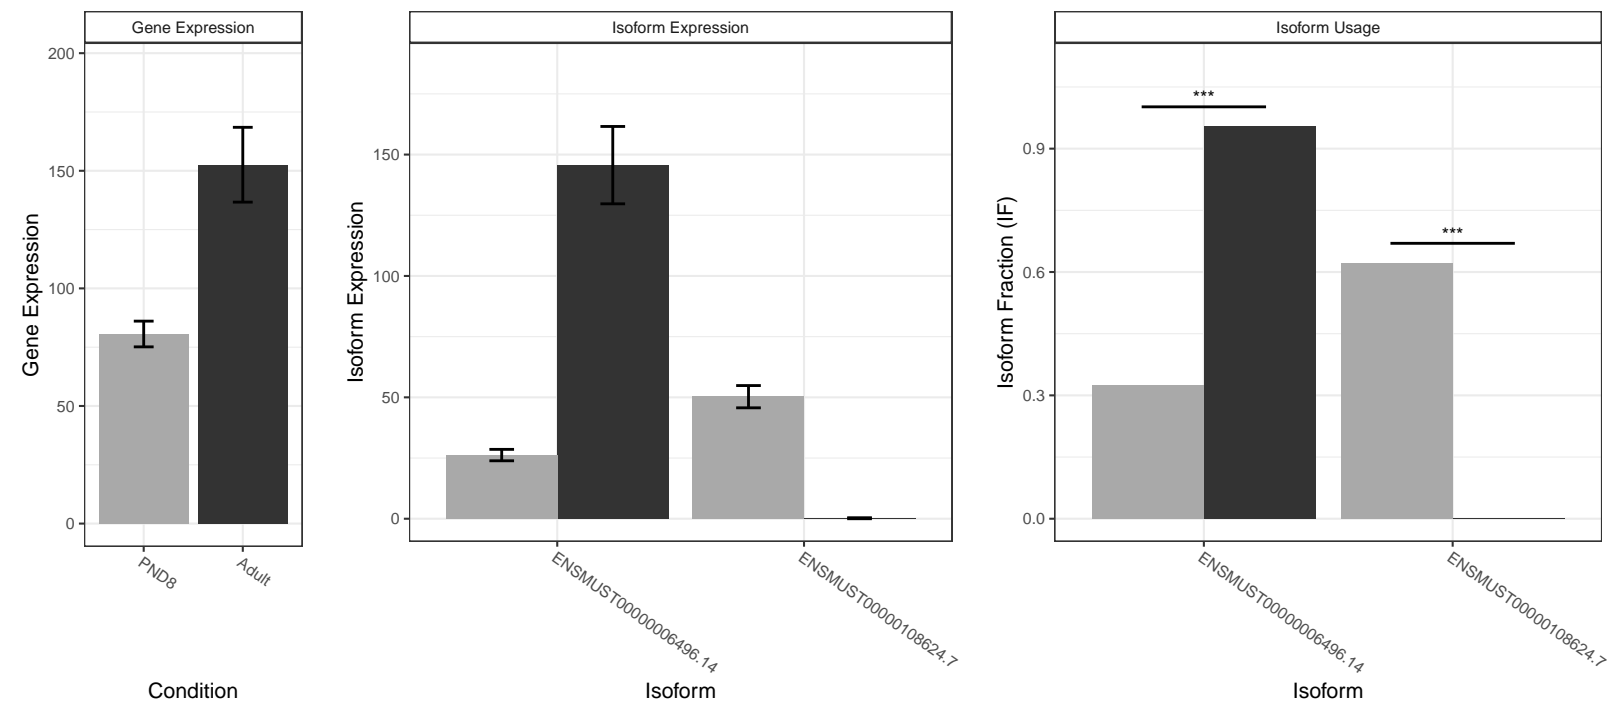 Gene Expression
Isoform Expression
Isoform Usage
Gene Expression
200
150
100
50
0
PND8
Adult
Condition
Isoform Expression
150
100
50
0
ENSMUST00000006496.14
ENSMUST00000108624.7
Isoform
Isoform Fraction (IF)
0.9
0.6
0.3
0.0
***
***
ENSMUST00000006496.14
ENSMUST00000108624.7
Isoform